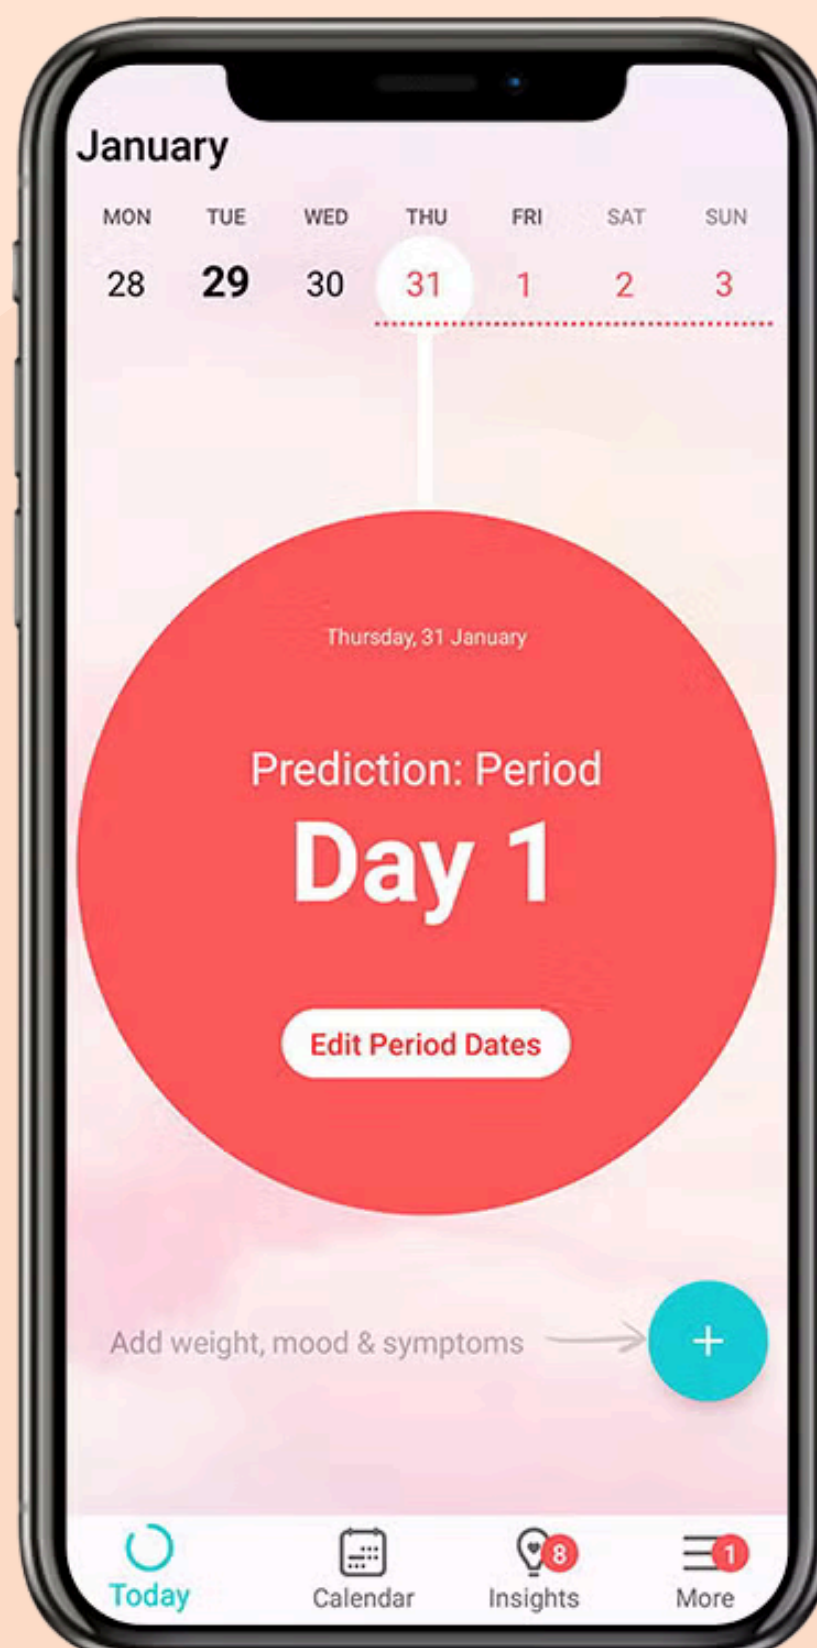 January
MON TUE WED THU FRI SAT SUN
28 29 30 31 1 2 3
Thursday, 31 January
Prediction: Period
Day 1
Edit Period Dates
Add weight, mood & symptoms
+
8 1
Today Calendar Insights More